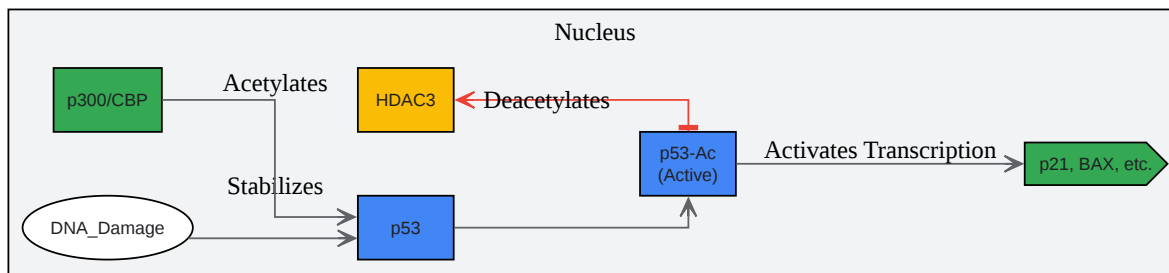 Nucleus
Acetylates
p300/CBP
HDAC3
Deacetylates
p53-Ac
(Active)
Activates Transcription
p21, BAX, etc.
Stabilizes
DNA_Damage
p53